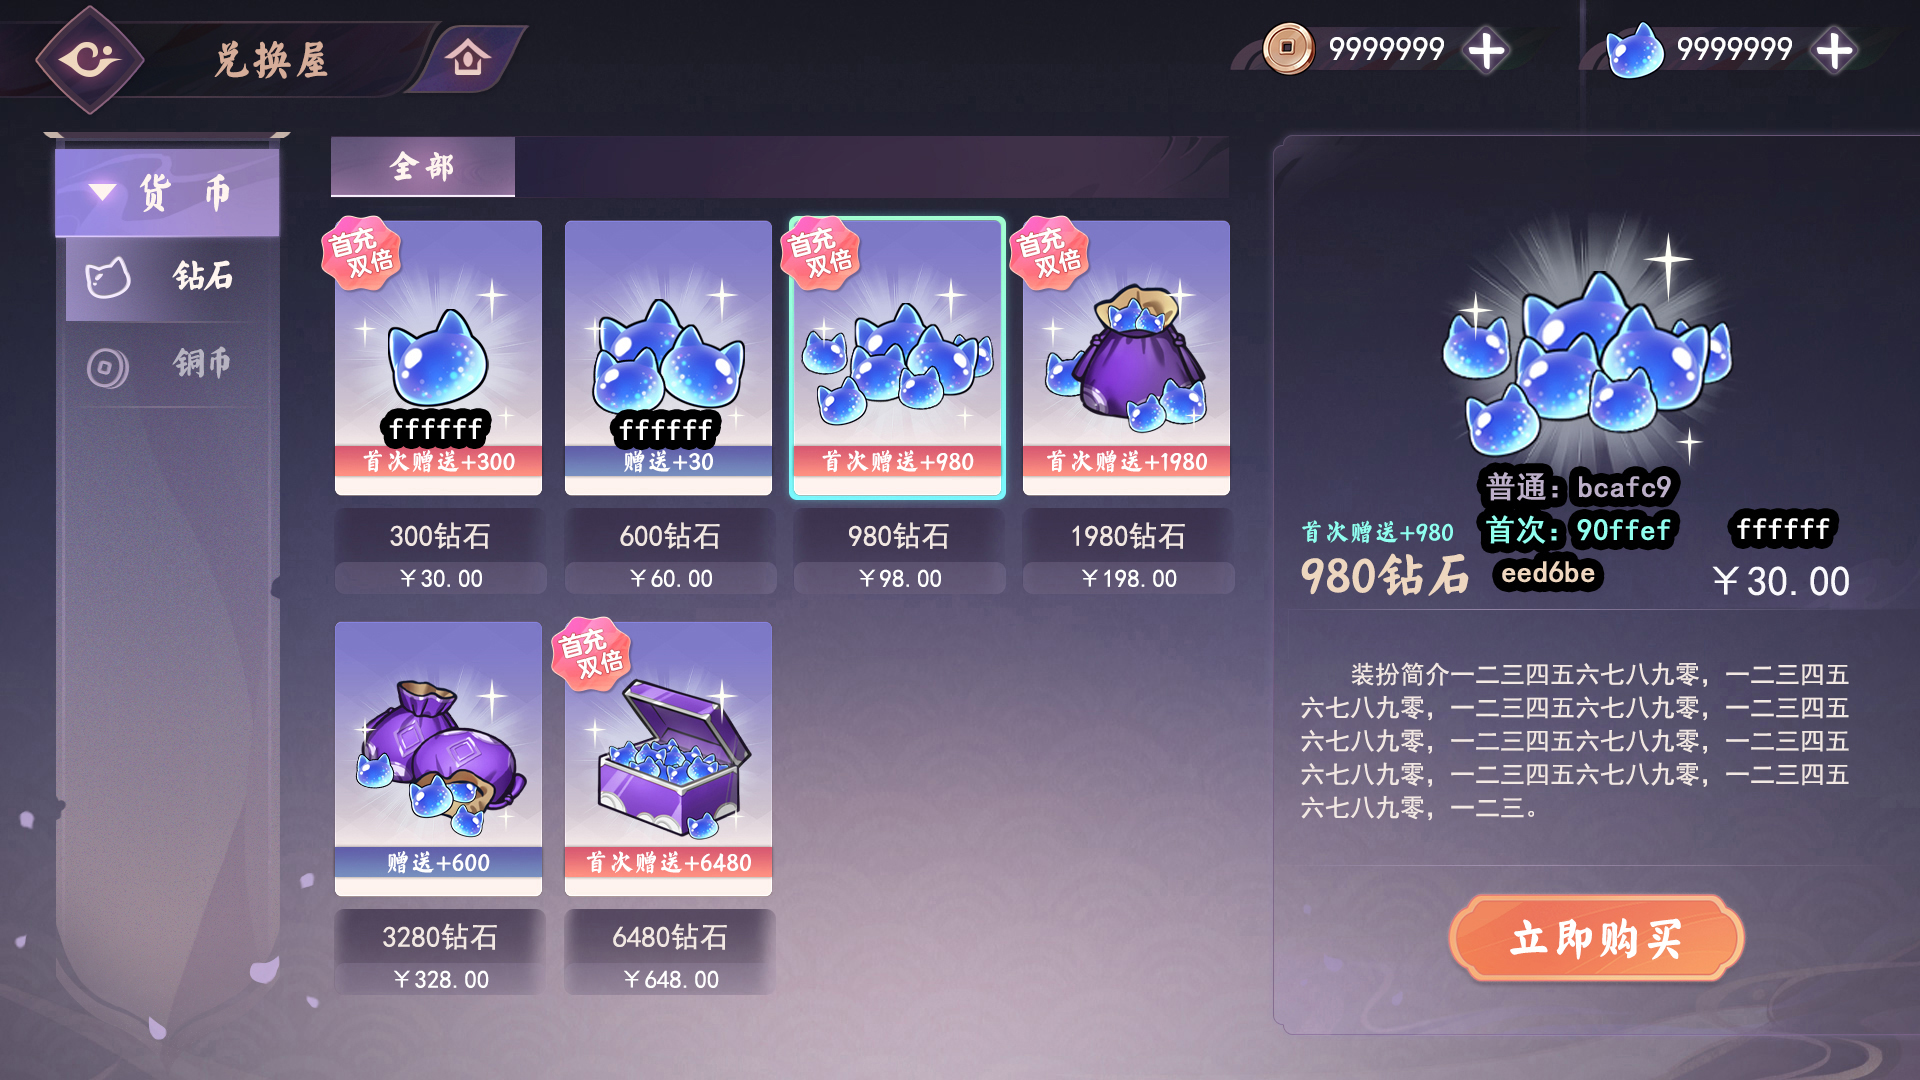 兑换屋
9999999
9999999
货 币
钻石
铜币
全部
首充
双倍
ffffff
首次赠送+300
300钻石
￥30.00
ffffff
赠送+30
600钻石
￥60.00
首充
双倍
首次赠送+980
980钻石
￥98.00
首充
双倍
首次赠送+1980
1980钻石
￥198.00
赠送+600
3280钻石
￥328.00
首充
双倍
首次赠送+6480
6480钻石
￥648.00
普通：bcafc9
首次赠送+980 首次：90ffef ffffff
980钻石 eed6be ￥30.00
装扮简介一二三四五六七八九零，一二三四五
六七八九零，一二三四五六七八九零，一二三四五
六七八九零，一二三四五六七八九零，一二三四五
六七八九零，一二三四五六七八九零，一二三四五
六七八九零，一二三。
立即购买